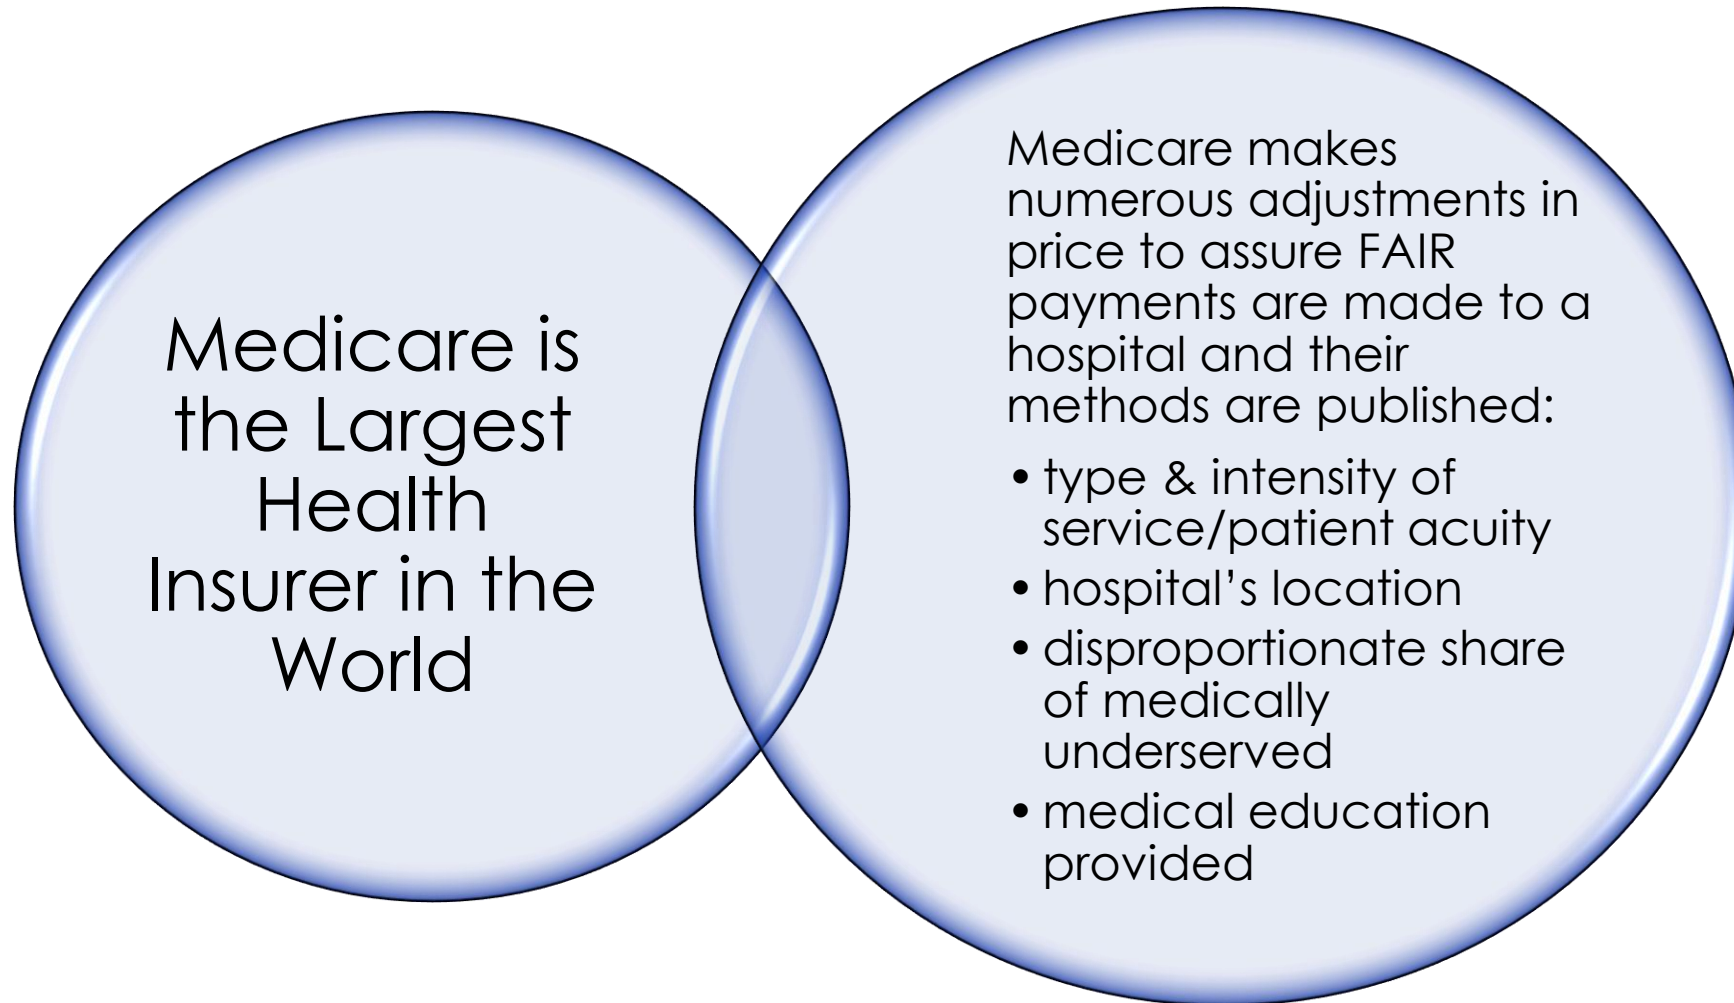 Medicare is
the Largest
Health
Insurer in the
World
Medicare makes
numerous adjustments in
price to assure FAIR
payments are made to a
hospital and their
methods are published:
• type & intensity of
service/patient acuity
• hospital’s location
• disproportionate share
of medically
underserved
• medical education
provided